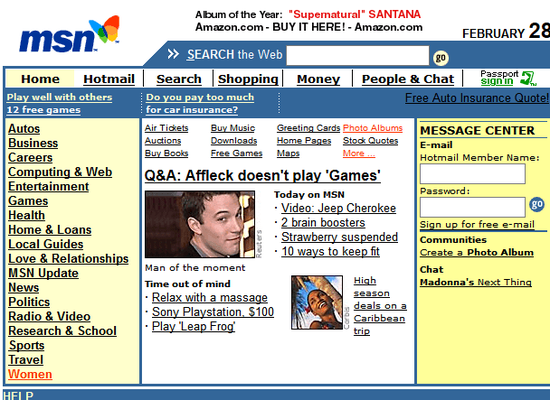 msn
Album of the Year: "Supernatural" SANTANA
Amazon.com - BUY IT HERE! - Amazon.com
FEBRUARY 28
SEARCH the Web
go
Home
Hotmail
Search
Shopping
Money
People & Chat
Passport
sign in
Play well with others
12 free games
Do you pay too much
for car insurance?
Free Auto Insurance Quote!
Autos
Business
Careers
Computing & Web
Entertainment
Games
Health
Home & Loans
Local Guides
Love & Relationships
MSN Update
News
Politics
Radio & Video
Research & School
Sports
Travel
Women
Air Tickets
Buy Music
Greeting Cards
Photo Albums
Auctions
Downloads
Home Pages
Stock Quotes
Buy Books
Free Games
Maps
More ...
Q&A: Affleck doesn't play 'Games'
Reuters
Man of the moment
Today on MSN
· Video: Jeep Cherokee
· 2 brain boosters
· Strawberry suspended
· 10 ways to keep fit
Time out of mind
· Relax with a massage
· Sony Playstation, $100
· Play 'Leap Frog'
Corbis
High
season
deals on a
Caribbean
trip
MESSAGE CENTER
E-mail
Hotmail Member Name:
Password:
go
Sign up for free e-mail
Communities
Create a Photo Album
Chat
Madonna's Next Thing
HELP